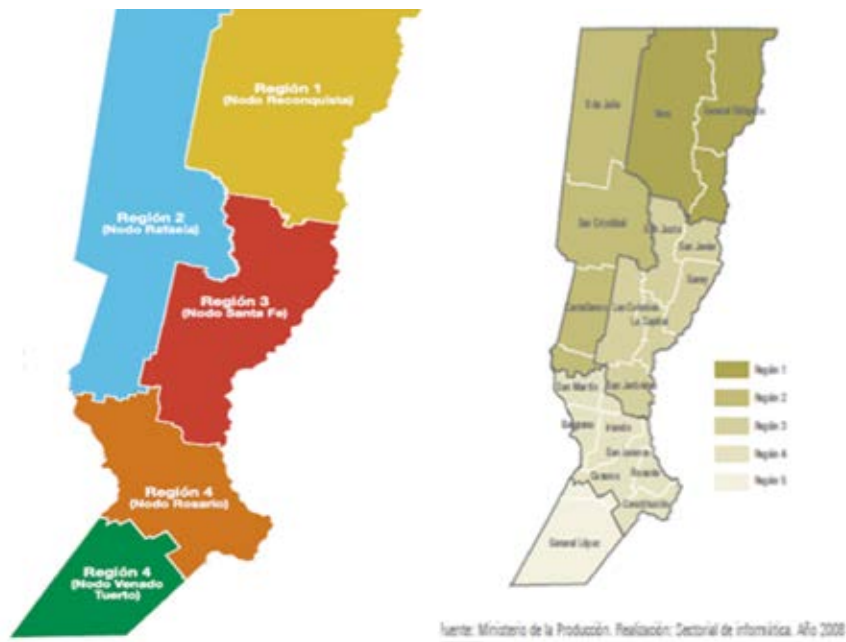 Región 1
(Nodo Reconquista)
Región 2
(Nodo Rafaela)
Región 3
(Nodo Santa Fe)
Región 4
(Nodo Rosario)
Región 4
(Nodo Venado
Tuerto)
9 de Julio
Vera
General Obligado
San Cristóbal
San Justo
San Javier
Garay
Castellanos
Las Colonias
La Capital
San Martín
San Jerónimo
Belgrano
Iriondo
San Lorenzo
Caseros
Rosario
Constitución
General López
Región 1
Región 2
Región 3
Región 4
Región 5
Fuente: Ministerio de la Producción. Realización: Sectorial de informática. Año 2008